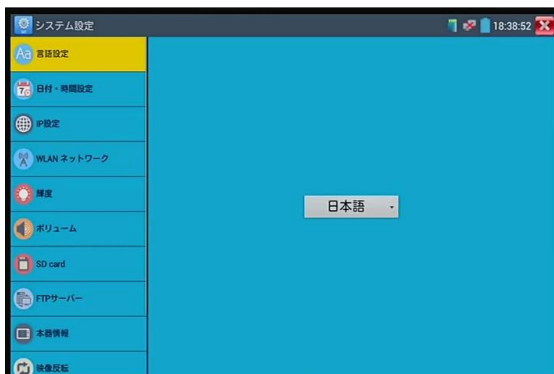 システム設定
18:38:52
Aa 言語設定
7 日付・時間設定
IP設定
WLAN ネットワーク
輝度
ボリューム
SD card
FTPサーバー
本器情報
映像反転
日本語